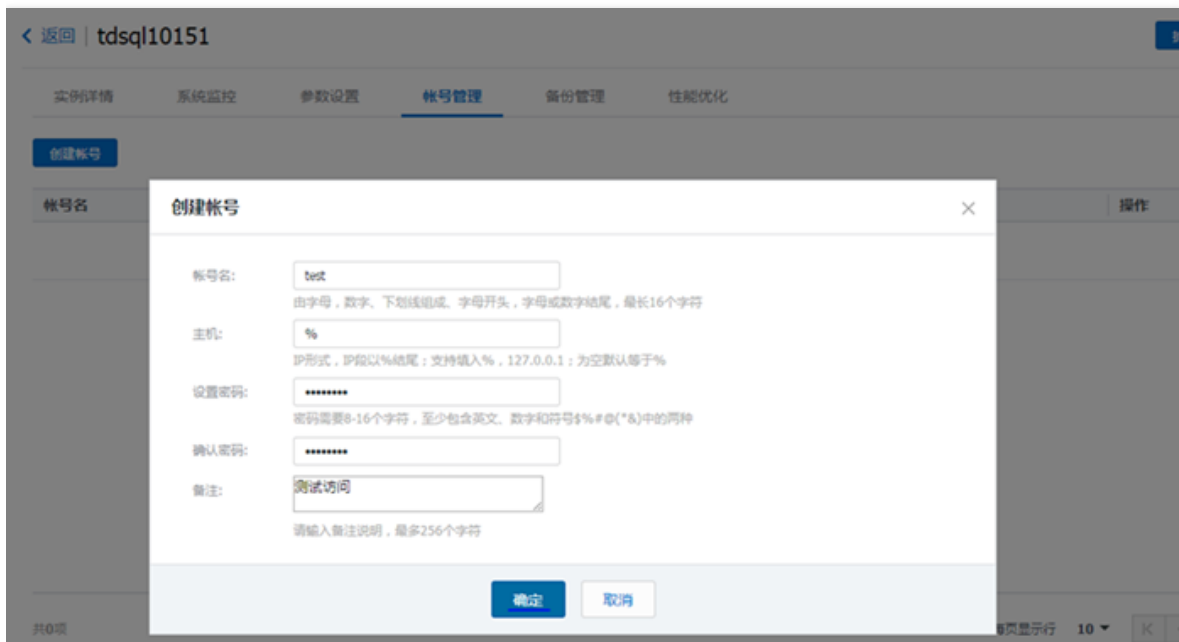 返回 | tdsql10151
实例详情 系统监控 参数设置 帐号管理 备份管理 性能优化
创建帐号
帐号名 操作
创建帐号
帐号名: test
由字母,数字、下划线组成、字母开头,字母或数字结尾,最长16个字符
主机: %
IP形式,IP段以%结尾;支持填入%,127.0.0.1;为空默认等于%
设置密码: ••••••••
密码需要8-16个字符,至少包含英文、数字和符号$%#@(*&)中的两种
确认密码: ••••••••
备注: 测试访问
请输入备注说明,最多256个字符
确定 取消
共0项 每页显示行 10